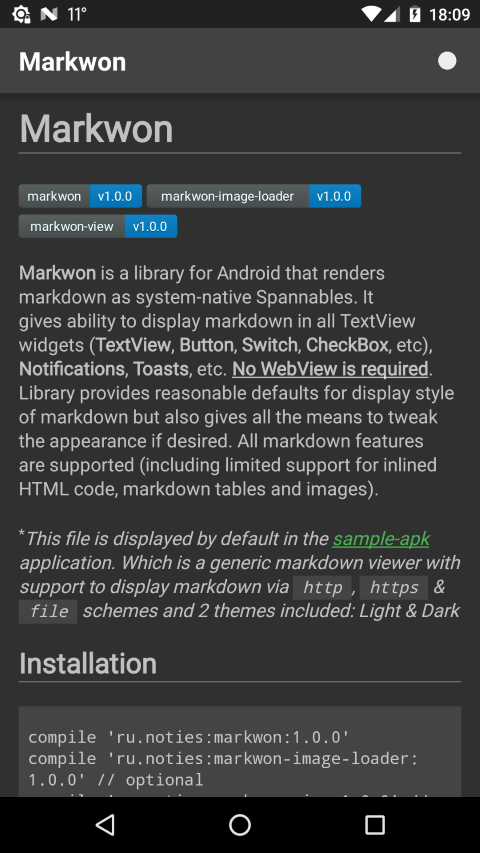 11° 18:09
Markwon
Markwon
markwon v1.0.0 markwon-image-loader v1.0.0
markwon-view v1.0.0
Markwon is a library for Android that renders
markdown as system-native Spannables. It
gives ability to display markdown in all TextView
widgets (TextView, Button, Switch, CheckBox, etc),
Notifications, Toasts, etc. No WebView is required.
Library provides reasonable defaults for display style
of markdown but also gives all the means to tweak
the appearance if desired. All markdown features
are supported (including limited support for inlined
HTML code, markdown tables and images).
*This file is displayed by default in the sample-apk
application. Which is a generic markdown viewer with
support to display markdown via http, https &
file schemes and 2 themes included: Light & Dark
Installation
compile 'ru.noties:markwon:1.0.0'
compile 'ru.noties:markwon-image-loader:
1.0.0' // optional